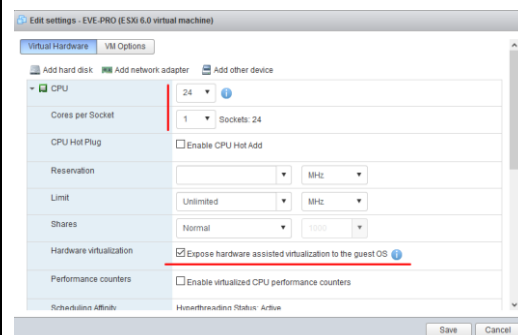 Edit settings - EVE-PRO (ESXi 6.0 virtual machine)
Virtual Hardware VM Options
Add hard disk Add network adapter Add other device
CPU 24
Cores per Socket 1 Sockets: 24
CPU Hot Plug Enable CPU Hot Add
Reservation MHz
Limit Unlimited MHz
Shares Normal 1000
Hardware virtualization Expose hardware assisted virtualization to the guest OS
Performance counters Enable virtualized CPU performance counters
Scheduling Affinity Hyperthreading Status: Active
Save Cancel